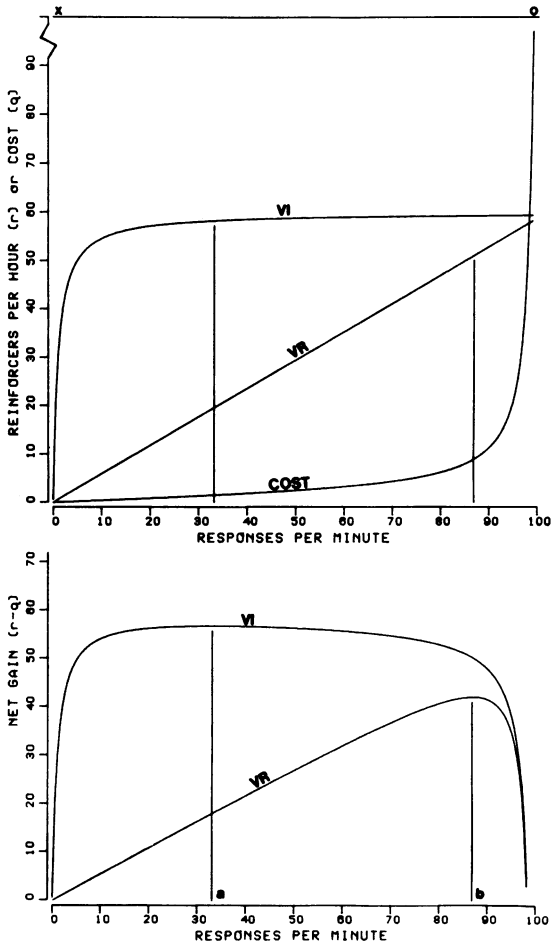 X O
REINFORCERS PER HOUR (r) or COST (q)
90
80
70
60
50
40
30
20
10
0
VI
VR
COST
0 10 20 30 40 50 60 70 80 90 100
RESPONSES PER MINUTE
NET GAIN (r-q)
70
60
50
40
30
20
10
0
VI
VR
a b
0 10 20 30 40 50 60 70 80 90 100
RESPONSES PER MINUTE